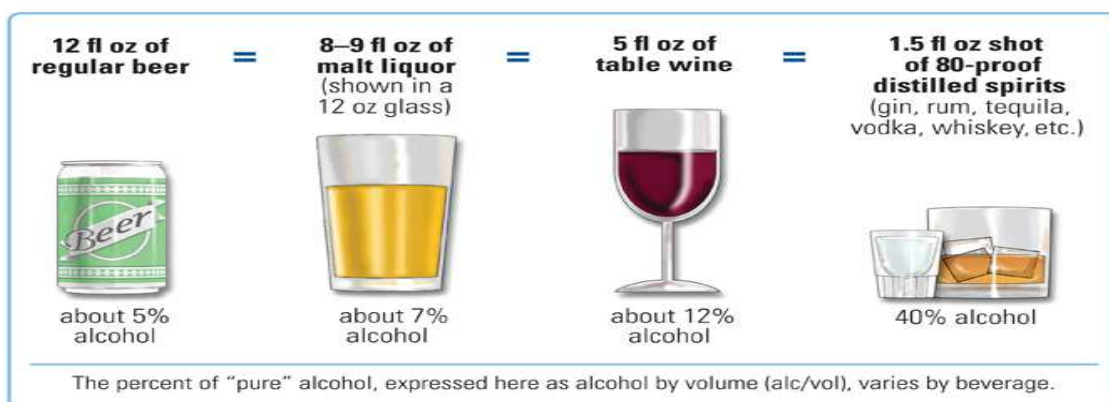 12 fl oz of
regular beer
=
8–9 fl oz of
malt liquor
(shown in a
12 oz glass)
=
5 fl oz of
table wine
=
1.5 fl oz shot
of 80-proof
distilled spirits
(gin, rum, tequila,
vodka, whiskey, etc.)
Beer
about 5%
alcohol
about 7%
alcohol
about 12%
alcohol
40% alcohol
The percent of “pure” alcohol, expressed here as alcohol by volume (alc/vol), varies by beverage.